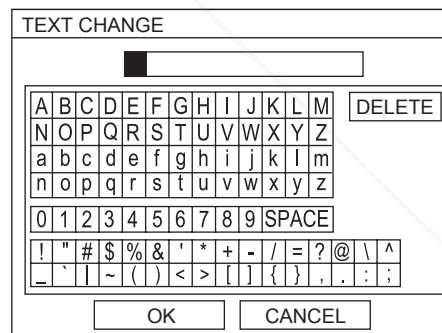 TEXT CHANGE
A B C D E F G H I J K L M DELETE
N O P Q R S T U V W X Y Z
a b c d e f g h i j k l m
n o p q r s t u v w x y z
0 1 2 3 4 5 6 7 8 9 SPACE
! " # $ % & ' * + - / = ? @ \ ^
_ ` | ~ ( ) < > [ ] { } , . : ;
OK CANCEL